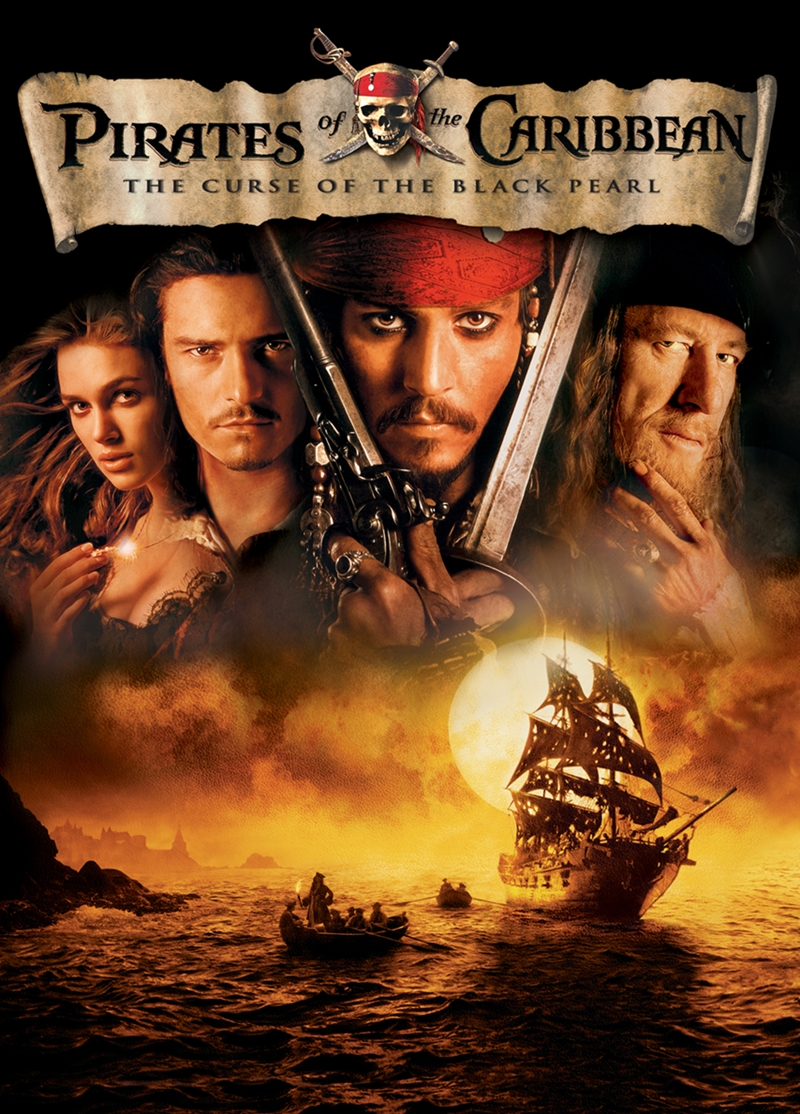 PIRATES of the CARIBBEAN
THE CURSE OF THE BLACK PEARL